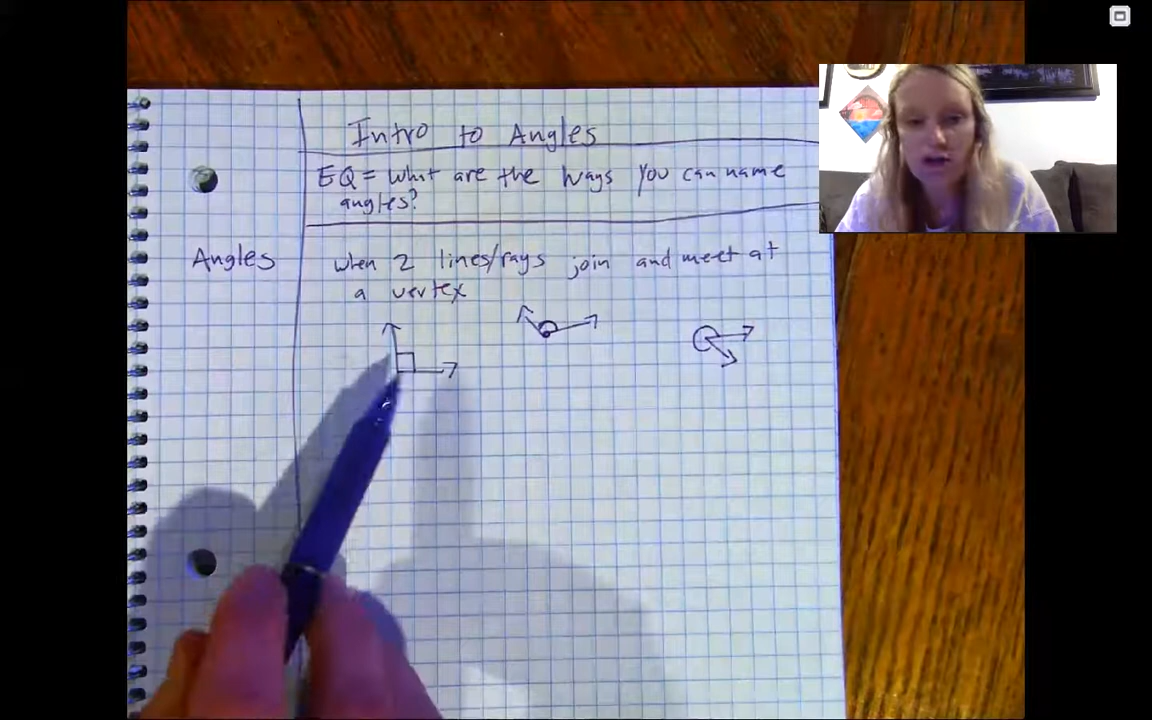 Intro to Angles
EQ = what are the ways you can name
angles?
Angles
when 2 lines/rays join and meet at
a vertex